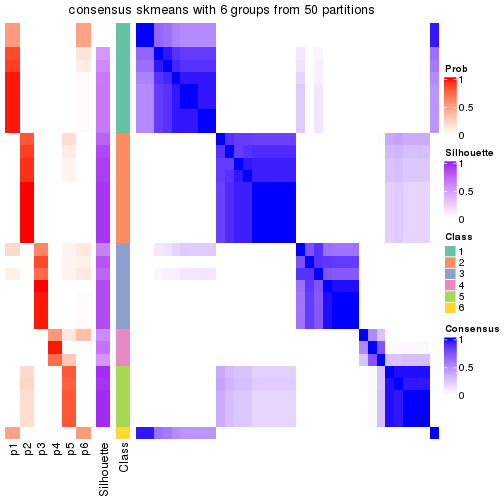 consensus skmeans with 6 groups from 50 partitions
Prob
1
0.5
0
Silhouette
1
0.5
0
Class
1
2
3
4
5
6
Consensus
1
0.5
0
p1
p2
p3
p4
p5
p6
Silhouette
Class